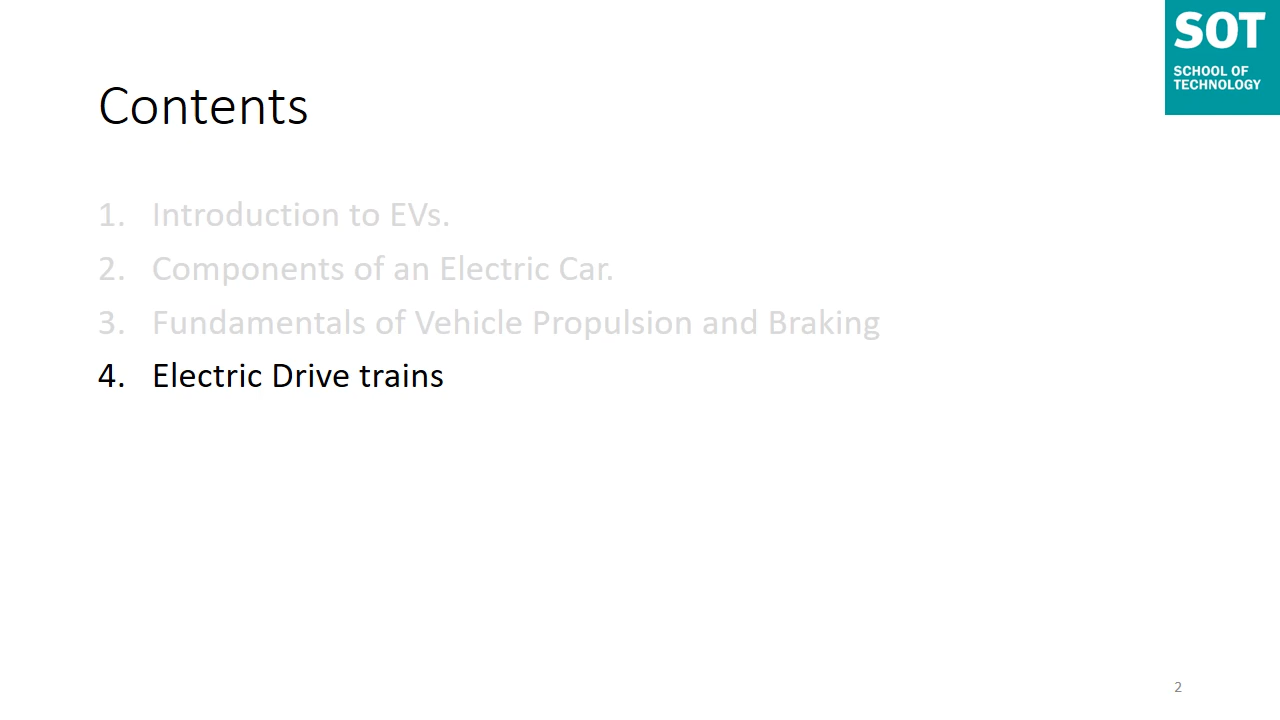 SOT
SCHOOL OF
TECHNOLOGY
Contents
1. Introduction to EVs.
2. Components of an Electric Car.
3. Fundamentals of Vehicle Propulsion and Braking
4. Electric Drive trains
2